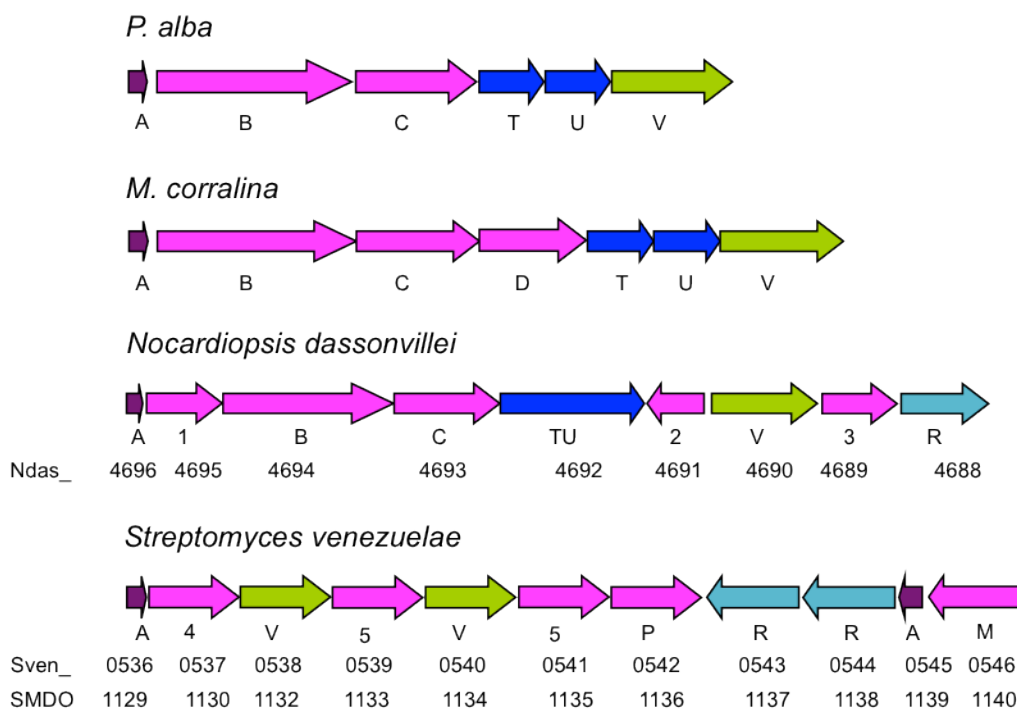 P. alba
A B C T U V
M. corralina
A B C D T U V
Nocardiopsis dassonvillei
A 1 B C TU 2 V 3 R
Ndas_ 4696 4695 4694 4693 4692 4691 4690 4689 4688
Streptomyces venezuelae
A 4 V 5 V 5 P R R A M
Sven_ 0536 0537 0538 0539 0540 0541 0542 0543 0544 0545 0546
SMDO 1129 1130 1132 1133 1134 1135 1136 1137 1138 1139 1140